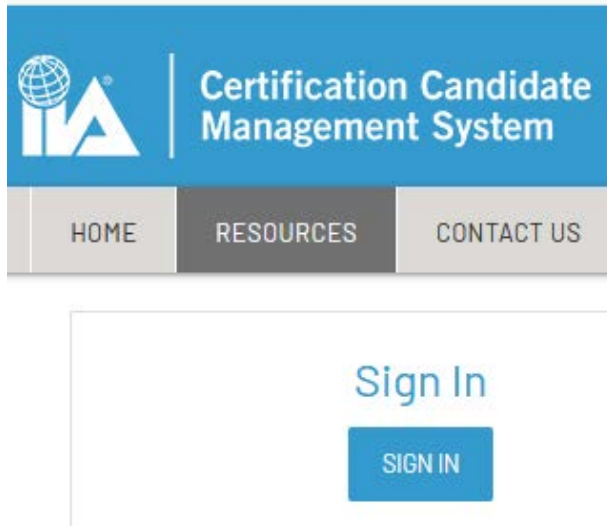 IIA®
Certification Candidate
Management System
HOME
RESOURCES
CONTACT US
Sign In
SIGN IN